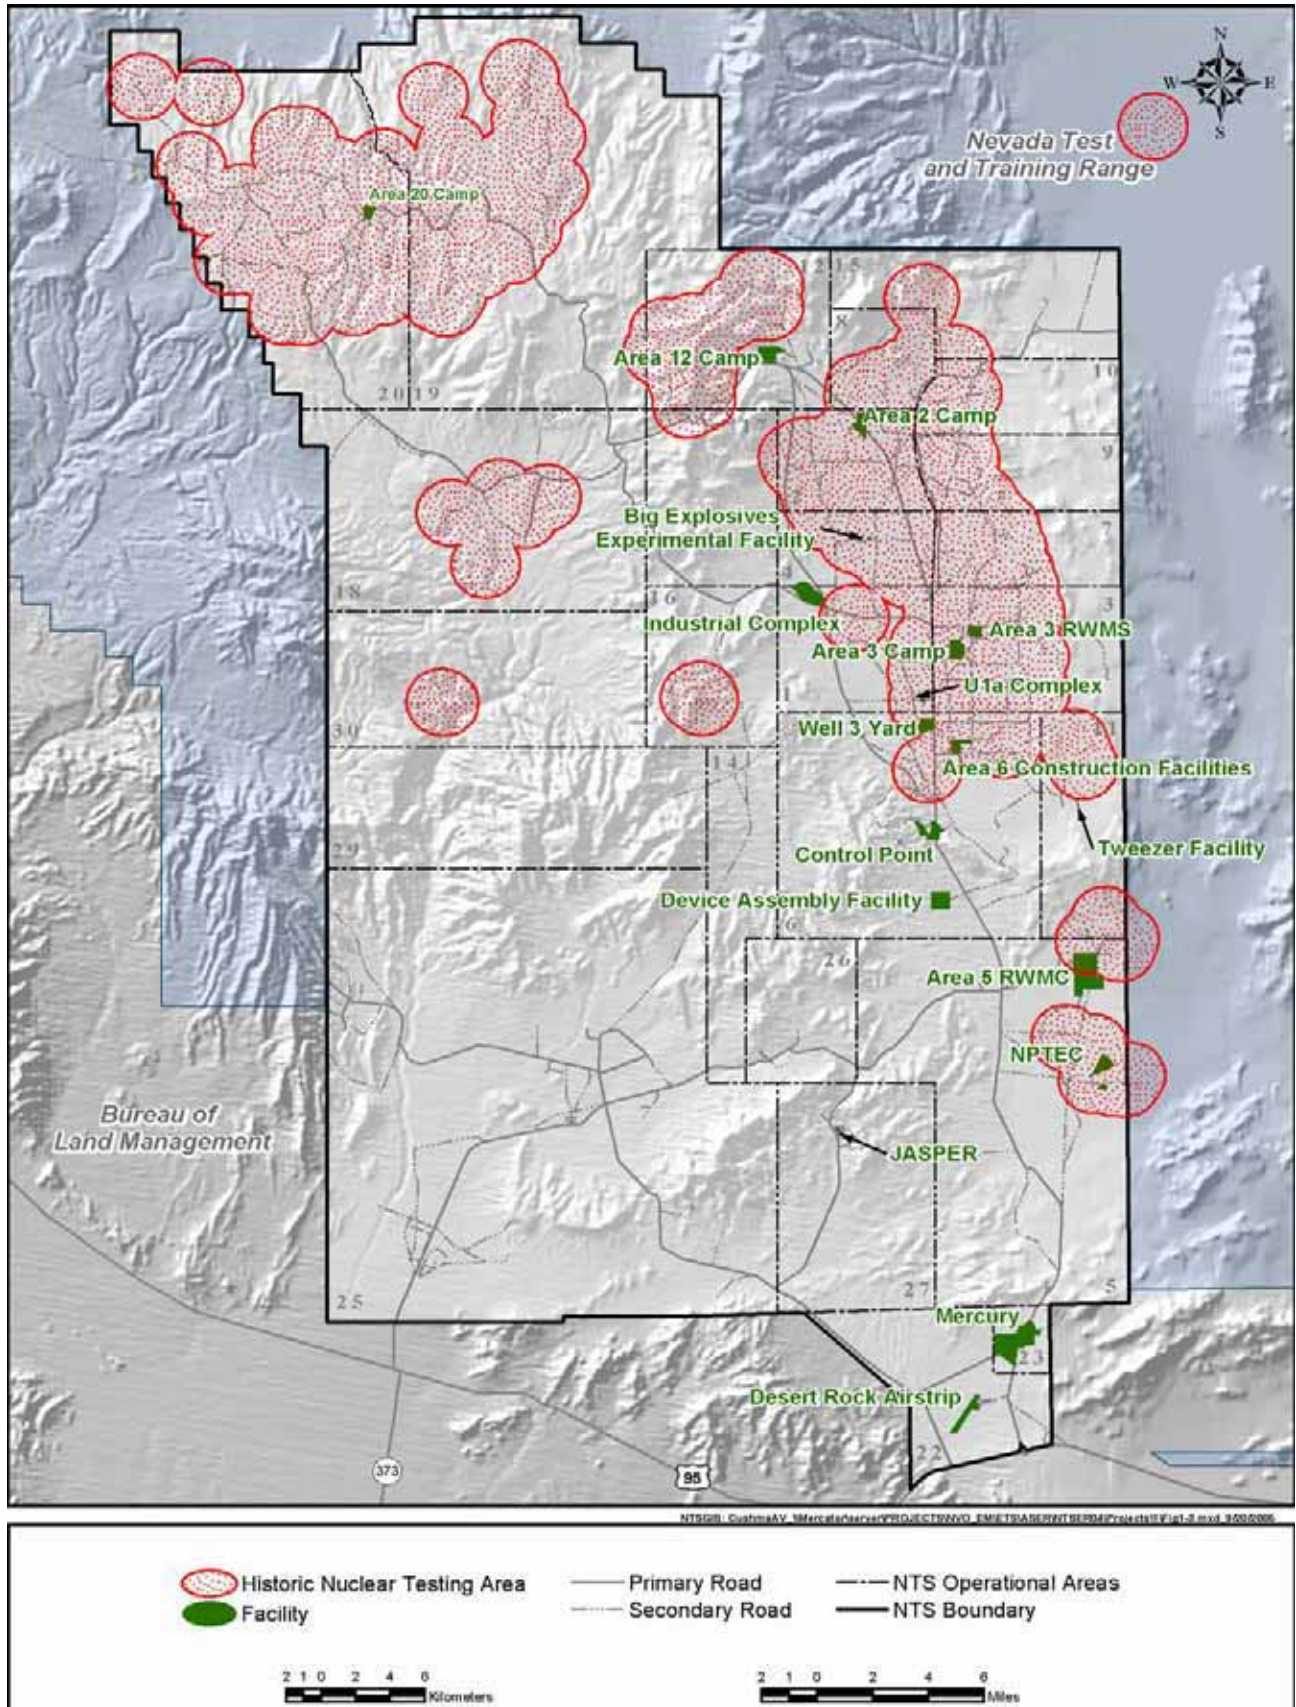 N
W E
S
Nevada Test
and Training Range
Area 20 Camp
12
15
8
Area 12 Camp
10
20
19
Area 2 Camp
9
Big Explosives
Experimental Facility
7
4
18
16
3
Industrial Complex
Area 3 RWMS
Area 3 Camp
U1a Complex
1
Well 3 Yard
11
30
14
Area 6 Construction Facilities
Control Point
Tweezer Facility
29
Device Assembly Facility
6
26
Area 5 RWMC
NPTEC
Bureau of
Land Management
JASPER
25
27
5
Mercury
23
Desert Rock Airstrip
22
373
95
Historic Nuclear Testing Area
Facility
Primary Road
Secondary Road
NTS Operational Areas
NTS Boundary
2 1 0 2 4 6
Kilometers
2 1 0 2 4 6
Miles